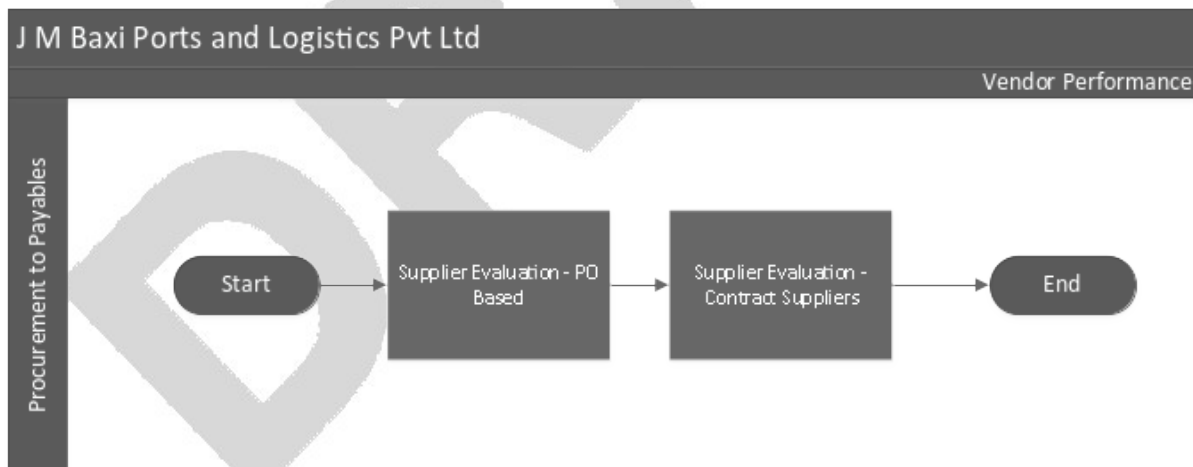 J M Baxi Ports and Logistics Pvt Ltd
Vendor Performance
Procurement to Payables
Start
Supplier Evaluation - PO
Based
Supplier Evaluation -
Contract Suppliers
End